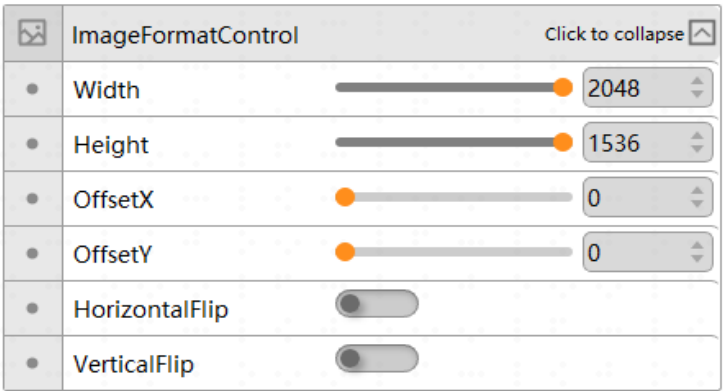 ImageFormatControl Click to collapse
Width 2048
Height 1536
OffsetX 0
OffsetY 0
HorizontalFlip
VerticalFlip